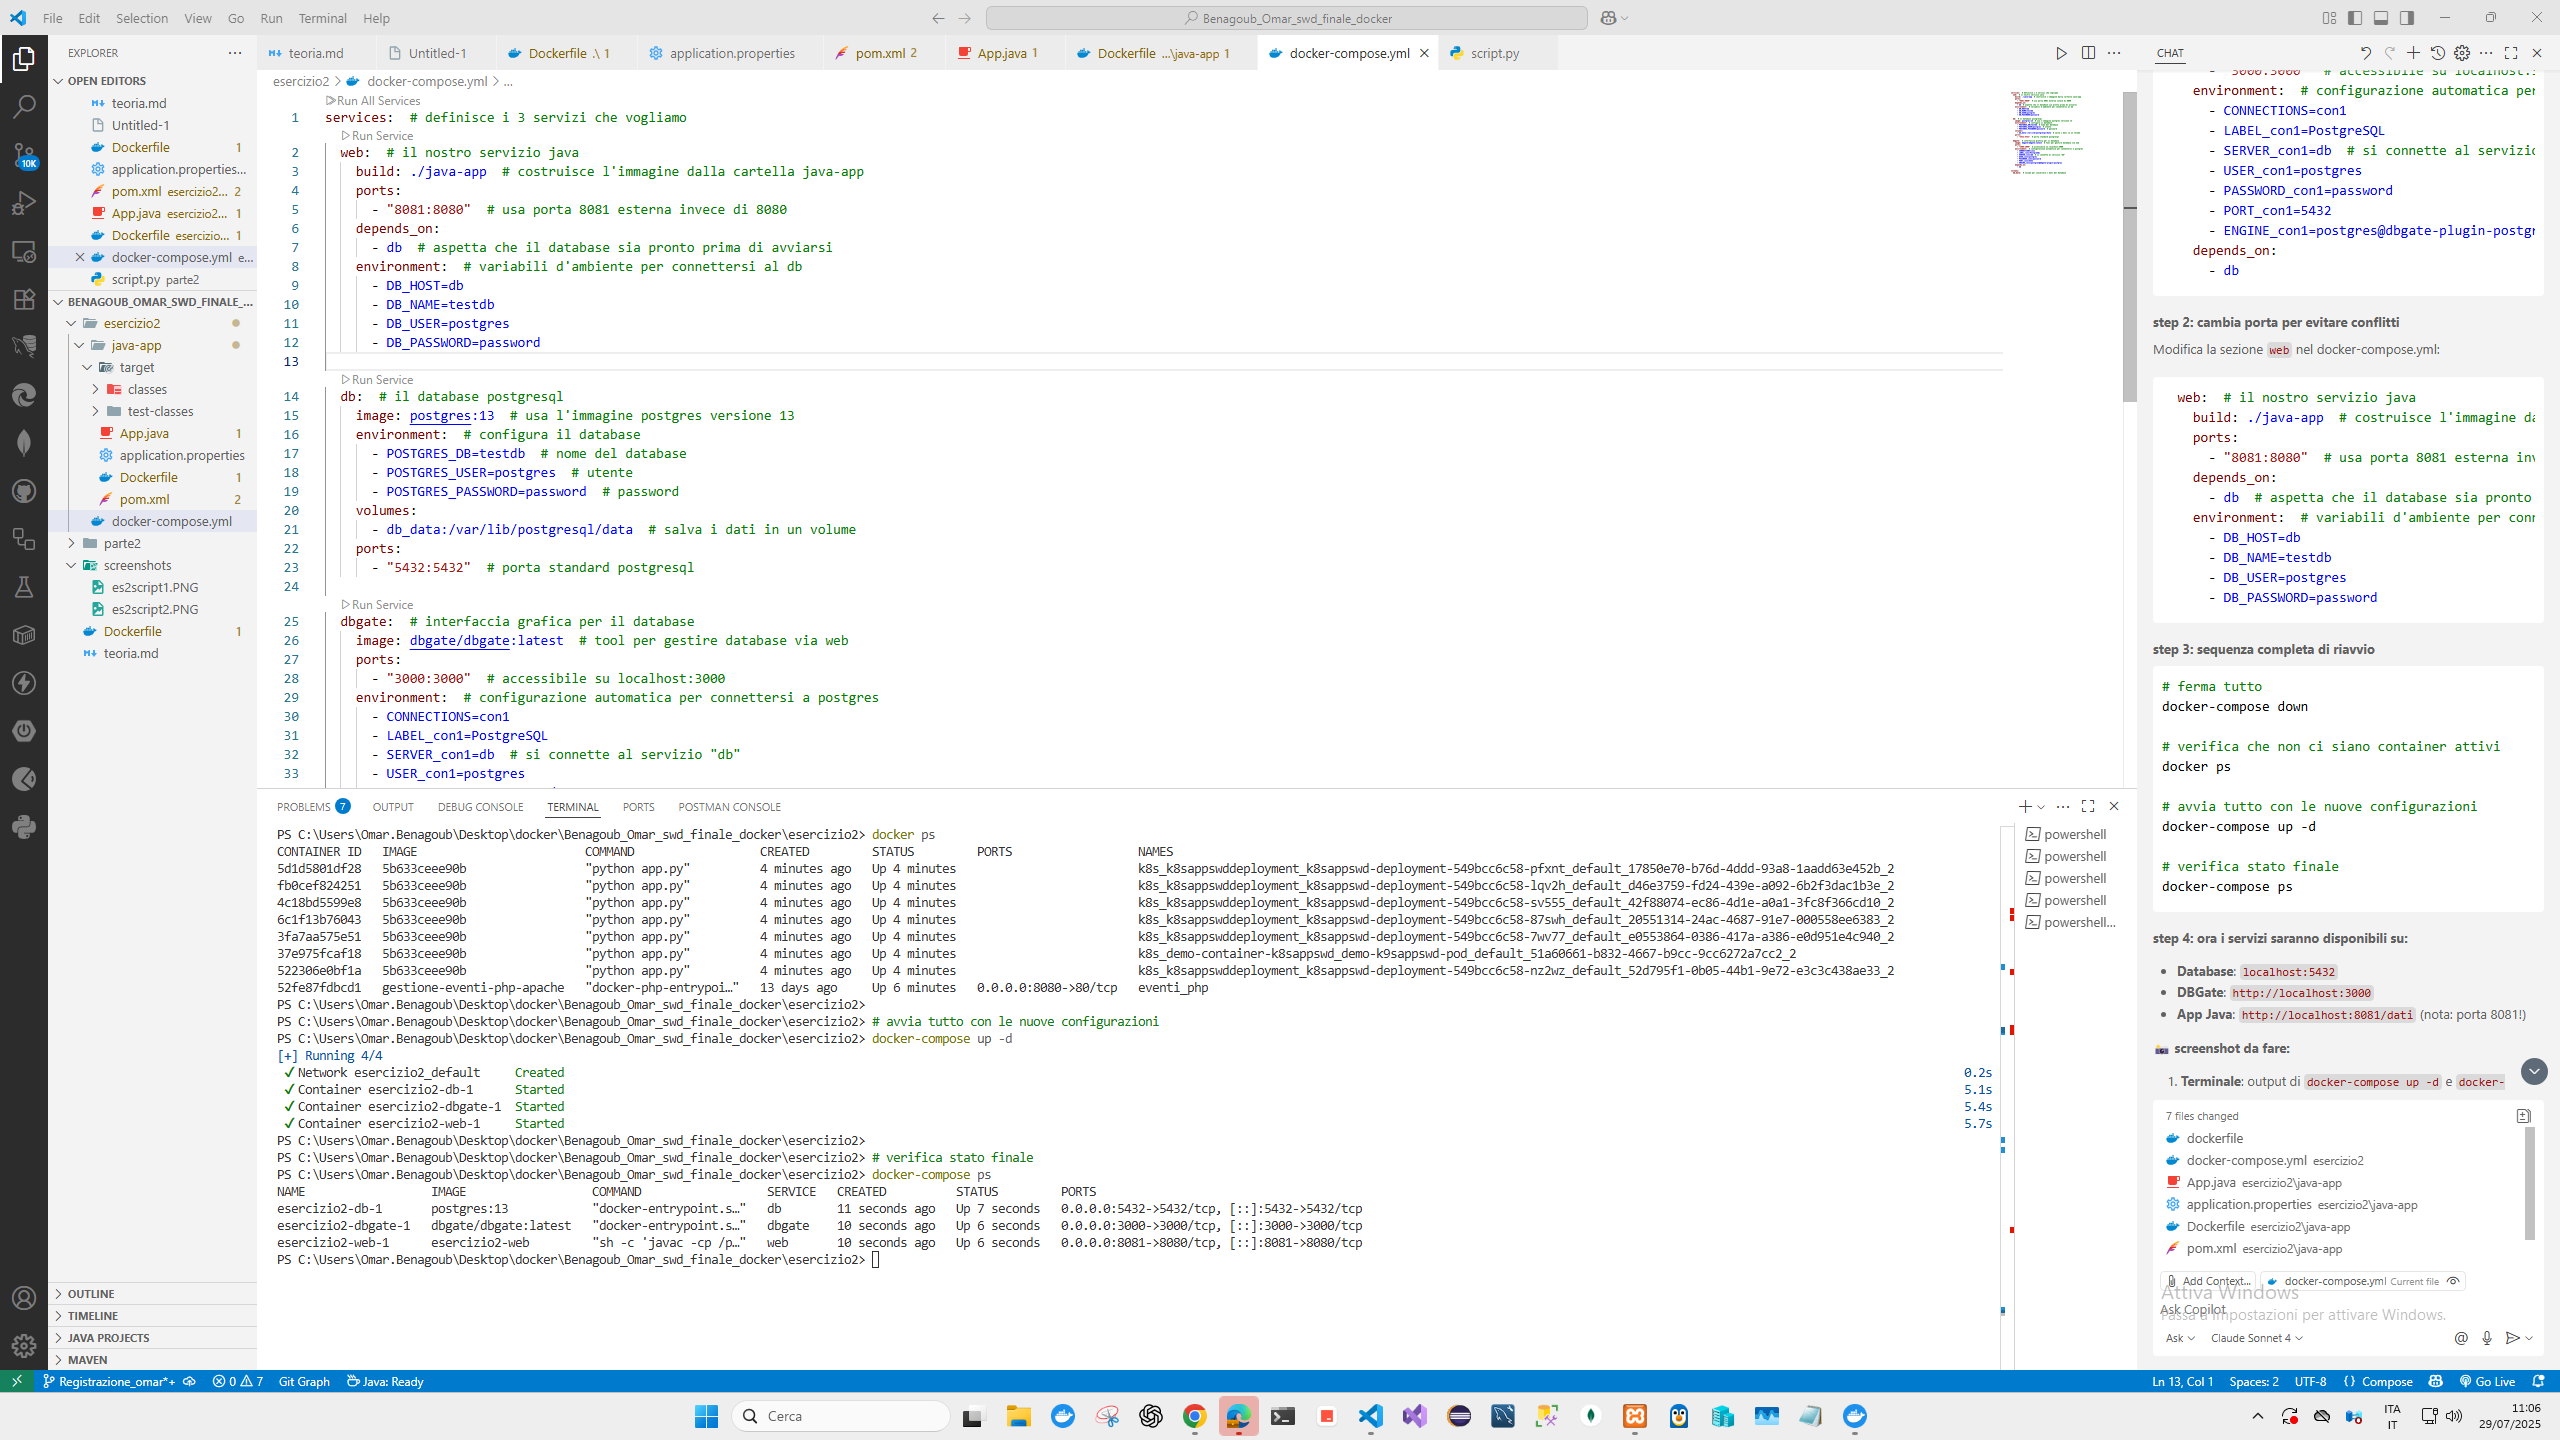 File Edit Selection View Go Run Terminal Help
Benagoub_Omar_swd_finale_docker
EXPLORER
OPEN EDITORS
teoria.md
Untitled-1
Dockerfile 1
application.properties...
pom.xml esercizio2... 2
App.java esercizio2... 1
Dockerfile esercizio... 1
docker-compose.yml e...
script.py parte2
BENAGOUB_OMAR_SWD_FINALE_...
esercizio2
java-app
target
classes
test-classes
App.java 1
application.properties
Dockerfile 1
pom.xml 2
docker-compose.yml
parte2
screenshots
es2script1.PNG
es2script2.PNG
Dockerfile 1
teoria.md
OUTLINE
TIMELINE
JAVA PROJECTS
MAVEN
10K
teoria.md Untitled-1 Dockerfile .\ 1 application.properties pom.xml 2 App.java 1 Dockerfile ...\java-app 1 docker-compose.yml script.py
esercizio2 > docker-compose.yml > ...
Run All Services
1 services:  # definisce i 3 servizi che vogliamo
Run Service
2 web:  # il nostro servizio java
3 build: ./java-app  # costruisce l'immagine dalla cartella java-app
4 ports:
5 - "8081:8080"  # usa porta 8081 esterna invece di 8080
6 depends_on:
7 - db  # aspetta che il database sia pronto prima di avviarsi
8 environment:  # variabili d'ambiente per connettersi al db
9 - DB_HOST=db
10 - DB_NAME=testdb
11 - DB_USER=postgres
12 - DB_PASSWORD=password
13
Run Service
14 db:  # il database postgresql
15 image: postgres:13  # usa l'immagine postgres versione 13
16 environment:  # configura il database
17 - POSTGRES_DB=testdb  # nome del database
18 - POSTGRES_USER=postgres  # utente
19 - POSTGRES_PASSWORD=password  # password
20 volumes:
21 - db_data:/var/lib/postgresql/data  # salva i dati in un volume
22 ports:
23 - "5432:5432"  # porta standard postgresql
24
Run Service
25 dbgate:  # interfaccia grafica per il database
26 image: dbgate/dbgate:latest  # tool per gestire database via web
27 ports:
28 - "3000:3000"  # accessibile su localhost:3000
29 environment:  # configurazione automatica per connettersi a postgres
30 - CONNECTIONS=con1
31 - LABEL_con1=PostgreSQL
32 - SERVER_con1=db  # si connette al servizio "db"
33 - USER_con1=postgres
PROBLEMS 7 OUTPUT DEBUG CONSOLE TERMINAL PORTS POSTMAN CONSOLE
PS C:\Users\Omar.Benagoub\Desktop\docker\Benagoub_Omar_swd_finale_docker\esercizio2> docker ps
CONTAINER ID IMAGE COMMAND CREATED STATUS PORTS NAMES
5d1d5801df28 5b633ceee90b "python app.py" 4 minutes ago Up 4 minutes k8s_k8sappswddeployment_k8sappswd-deployment-549bcc6c58-pfxnt_default_17850e70-b76d-4ddd-93a8-1aadd63e452b_2
fb0cef824251 5b633ceee90b "python app.py" 4 minutes ago Up 4 minutes k8s_k8sappswddeployment_k8sappswd-deployment-549bcc6c58-lqv2h_default_d46e3759-fd24-439e-a092-6b2f3dac1b3e_2
4c18bd5599e8 5b633ceee90b "python app.py" 4 minutes ago Up 4 minutes k8s_k8sappswddeployment_k8sappswd-deployment-549bcc6c58-sv555_default_42f88074-ec86-4d1e-a0a1-3fc8f366cd10_2
6c1f13b76043 5b633ceee90b "python app.py" 4 minutes ago Up 4 minutes k8s_k8sappswddeployment_k8sappswd-deployment-549bcc6c58-87swh_default_20551314-24ac-4687-91e7-000558ee6383_2
3fa7aa575e51 5b633ceee90b "python app.py" 4 minutes ago Up 4 minutes k8s_k8sappswddeployment_k8sappswd-deployment-549bcc6c58-7wv77_default_e0553864-0386-417a-a386-e0d951e4c940_2
37e975fcaf18 5b633ceee90b "python app.py" 4 minutes ago Up 4 minutes k8s_demo-container-k8sappswd_demo-k9sappswd-pod_default_51a60661-b832-4667-b9cc-9cc6272a7cc2_2
522306e0bf1a 5b633ceee90b "python app.py" 4 minutes ago Up 4 minutes k8s_k8sappswddeployment_k8sappswd-deployment-549bcc6c58-nz2wz_default_52d795f1-0b05-44b1-9e72-e3c3c438ae33_2
52fe87fdbcd1 gestione-eventi-php-apache "docker-php-entrypoi…" 13 days ago Up 6 minutes 0.0.0.0:8080->80/tcp eventi_php
PS C:\Users\Omar.Benagoub\Desktop\docker\Benagoub_Omar_swd_finale_docker\esercizio2>
PS C:\Users\Omar.Benagoub\Desktop\docker\Benagoub_Omar_swd_finale_docker\esercizio2> # avvia tutto con le nuove configurazioni
PS C:\Users\Omar.Benagoub\Desktop\docker\Benagoub_Omar_swd_finale_docker\esercizio2> docker-compose up -d
[+] Running 4/4
✔ Network esercizio2_default Created 0.2s
✔ Container esercizio2-db-1 Started 5.1s
✔ Container esercizio2-dbgate-1 Started 5.4s
✔ Container esercizio2-web-1 Started 5.7s
PS C:\Users\Omar.Benagoub\Desktop\docker\Benagoub_Omar_swd_finale_docker\esercizio2>
PS C:\Users\Omar.Benagoub\Desktop\docker\Benagoub_Omar_swd_finale_docker\esercizio2> # verifica stato finale
PS C:\Users\Omar.Benagoub\Desktop\docker\Benagoub_Omar_swd_finale_docker\esercizio2> docker-compose ps
NAME IMAGE COMMAND SERVICE CREATED STATUS PORTS
esercizio2-db-1 postgres:13 "docker-entrypoint.s…" db 11 seconds ago Up 7 seconds 0.0.0.0:5432->5432/tcp, [::]:5432->5432/tcp
esercizio2-dbgate-1 dbgate/dbgate:latest "docker-entrypoint.s…" dbgate 10 seconds ago Up 6 seconds 0.0.0.0:3000->3000/tcp, [::]:3000->3000/tcp
esercizio2-web-1 esercizio2-web "sh -c 'javac -cp /p…" web 10 seconds ago Up 6 seconds 0.0.0.0:8081->8080/tcp, [::]:8081->8080/tcp
PS C:\Users\Omar.Benagoub\Desktop\docker\Benagoub_Omar_swd_finale_docker\esercizio2>
powershell
powershell
powershell
powershell
powershell...
CHAT
- "3000:3000"  # accessibile su localhost:3
environment:  # configurazione automatica per
- CONNECTIONS=con1
- LABEL_con1=PostgreSQL
- SERVER_con1=db  # si connette al servizio
- USER_con1=postgres
- PASSWORD_con1=password
- PORT_con1=5432
- ENGINE_con1=postgres@dbgate-plugin-postgr
depends_on:
- db
step 2: cambia porta per evitare conflitti
Modifica la sezione web nel docker-compose.yml:
web:  # il nostro servizio java
build: ./java-app  # costruisce l'immagine da
ports:
- "8081:8080"  # usa porta 8081 esterna inv
depends_on:
- db  # aspetta che il database sia pronto
environment:  # variabili d'ambiente per conn
- DB_HOST=db
- DB_NAME=testdb
- DB_USER=postgres
- DB_PASSWORD=password
step 3: sequenza completa di riavvio
# ferma tutto
docker-compose down
# verifica che non ci siano container attivi
docker ps
# avvia tutto con le nuove configurazioni
docker-compose up -d
# verifica stato finale
docker-compose ps
step 4: ora i servizi saranno disponibili su:
• Database: localhost:5432
• DBGate: http://localhost:3000
• App Java: http://localhost:8081/dati (nota: porta 8081!)
📷 screenshot da fare:
1. Terminale: output di docker-compose up -d e docker-
7 files changed
dockerfile
docker-compose.yml esercizio2
App.java esercizio2\java-app
application.properties esercizio2\java-app
Dockerfile esercizio2\java-app
pom.xml esercizio2\java-app
Add Context... docker-compose.yml Current file
Attiva Windows
Ask Copilot
Passa a Impostazioni per attivare Windows.
Ask Claude Sonnet 4
Registrazione_omar*+ 0 7 Git Graph Java: Ready
Ln 13, Col 1 Spaces: 2 UTF-8 {} Compose Go Live
Cerca
ITA
IT
11:06
29/07/2025